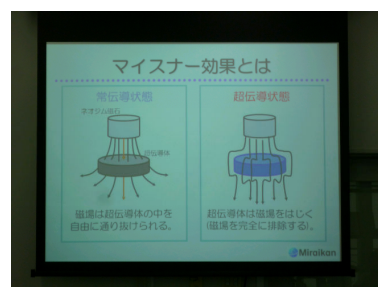 マイスナー効果とは
常伝導状態
ネオジム磁石
超伝導体
磁場は超伝導体の中を
自由に通り抜けられる。
超伝導状態
超伝導体は磁場をはじく
(磁場を完全に排除する)。
Miraikan